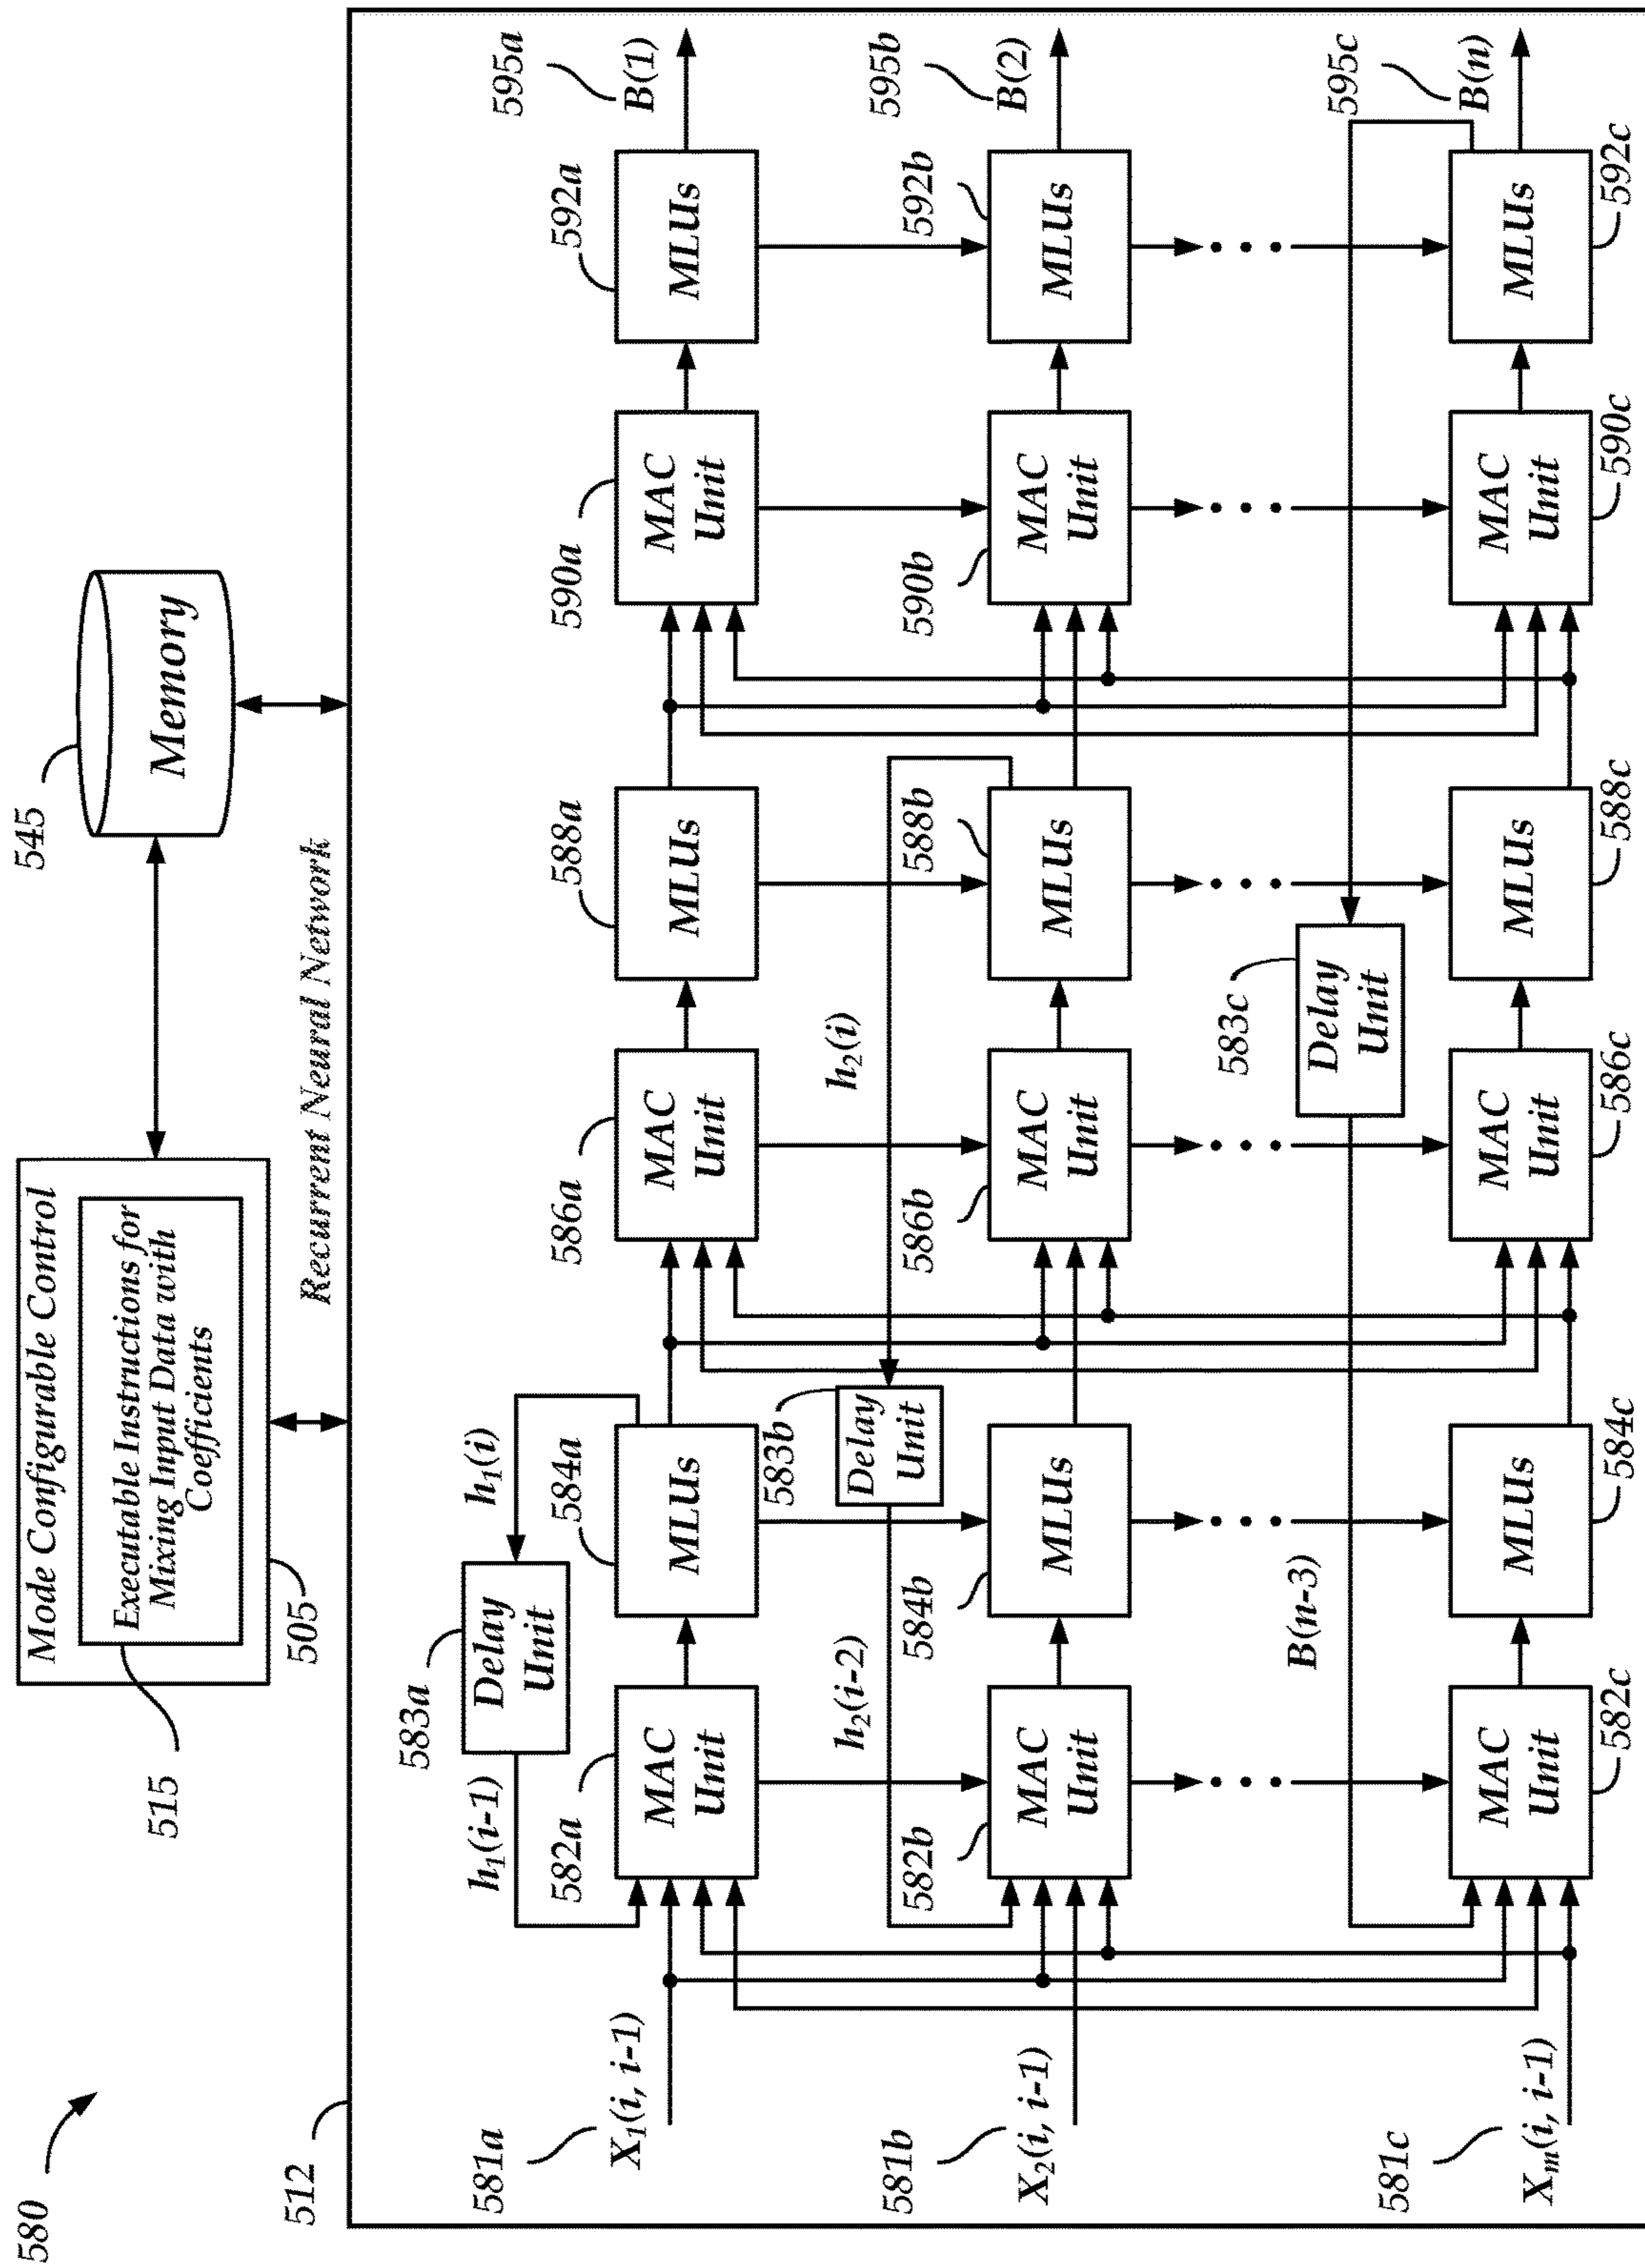 580
Mode Configurable Control
Executable Instructions for
Mixing Input Data with
Coefficients
515
505
545
Memory
512
Recurrent Neural Network
581a
X₁(i, i-1)
h₁(i-1)
583a
Delay
Unit
h₁(i)
582a
MAC
Unit
584a
MLUs
586a
MAC
Unit
588a
MLUs
590a
MAC
Unit
592a
MLUs
595a
B(1)
581b
X₂(i, i-1)
h₂(i-2)
583b
Delay
Unit
h₂(i)
582b
MAC
Unit
584b
MLUs
586b
MAC
Unit
588b
MLUs
590b
MAC
Unit
592b
MLUs
595b
B(2)
• • •
• • •
• • •
• • •
• • •
• • •
581c
Xₘ(i, i-1)
B(n-3)
583c
Delay
Unit
MAC
Unit
582c
MLUs
584c
MAC
Unit
586c
MLUs
588c
MAC
Unit
590c
MLUs
592c
595c
B(n)